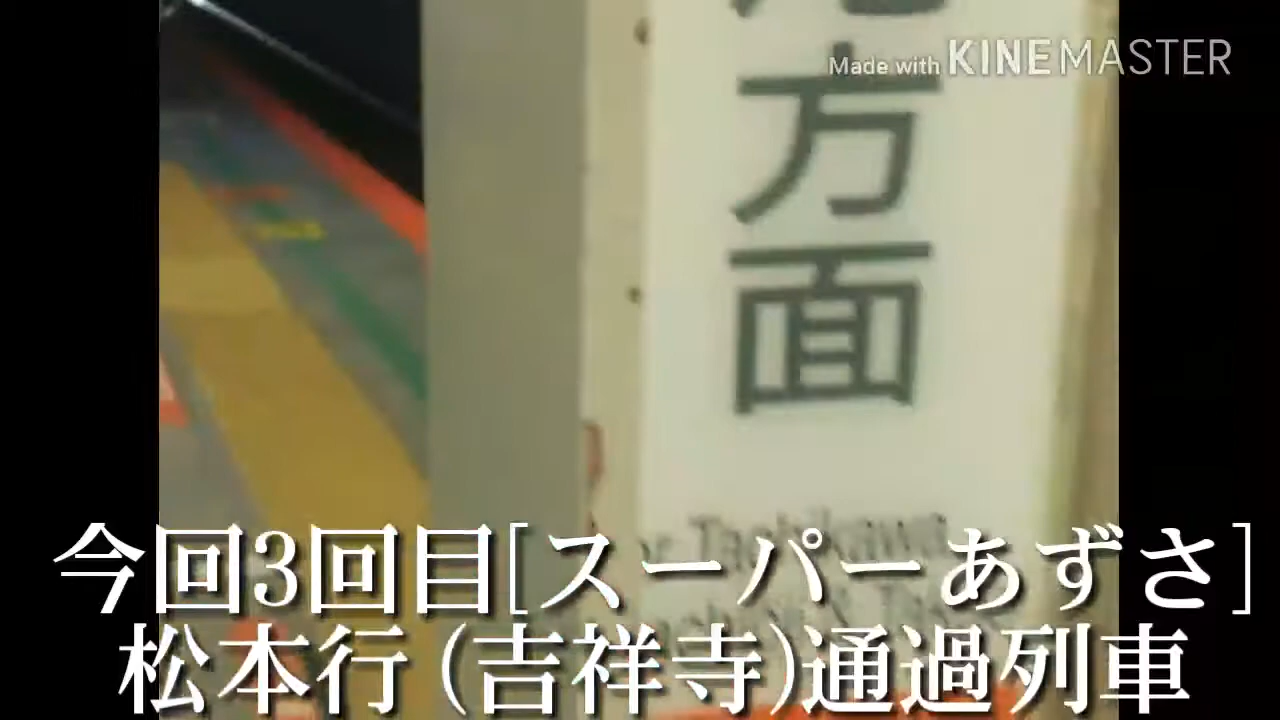 Made with KINEMASTER
方面
Tachikawa
今回3回目[スーパーあずさ]
松本行 (吉祥寺)通過列車